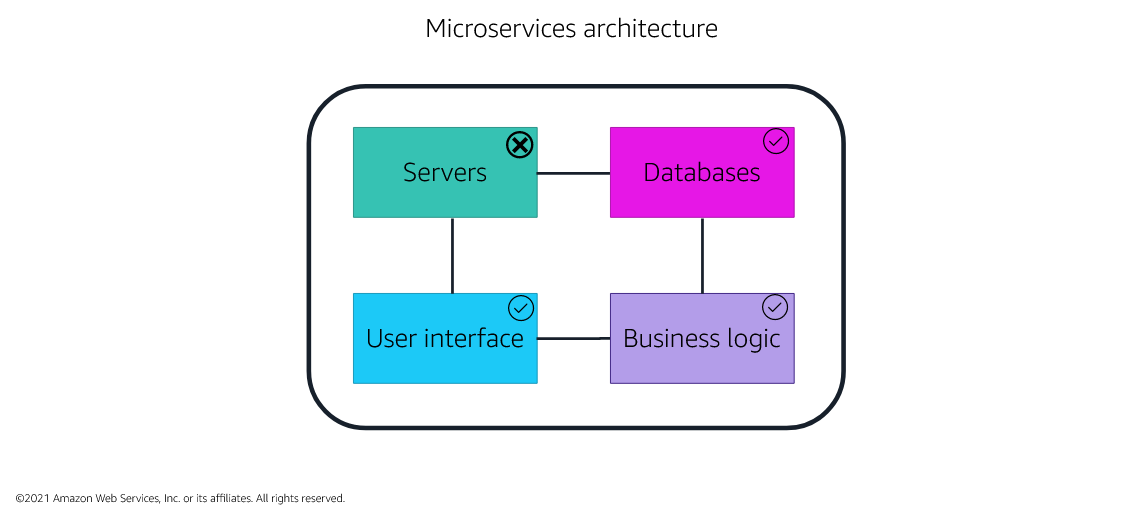 Microservices architecture
Servers
Databases
User interface
Business logic
©2021 Amazon Web Services, Inc. or its affiliates. All rights reserved.